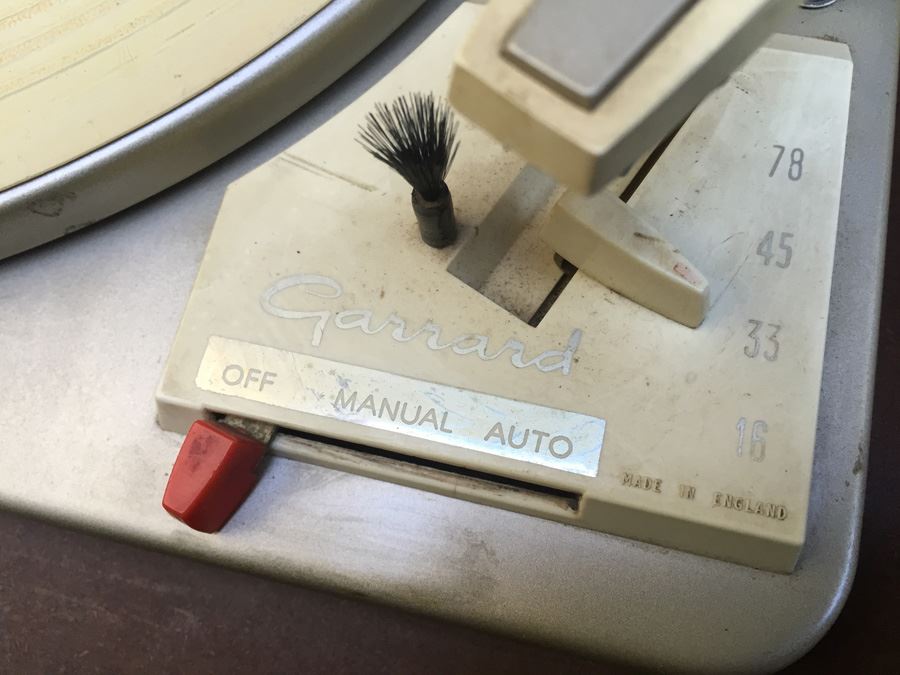 78
45
33
16
Garrard
OFF MANUAL AUTO
MADE IN ENGLAND